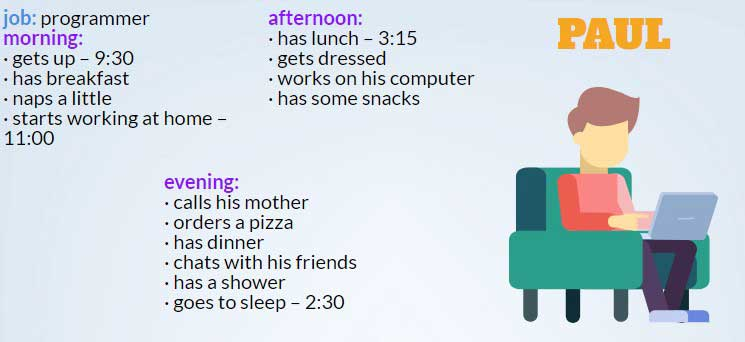 job: programmer
morning:
· gets up – 9:30
· has breakfast
· naps a little
· starts working at home –
11:00
afternoon:
· has lunch – 3:15
· gets dressed
· works on his computer
· has some snacks
PAUL
evening:
· calls his mother
· orders a pizza
· has dinner
· chats with his friends
· has a shower
· goes to sleep – 2:30